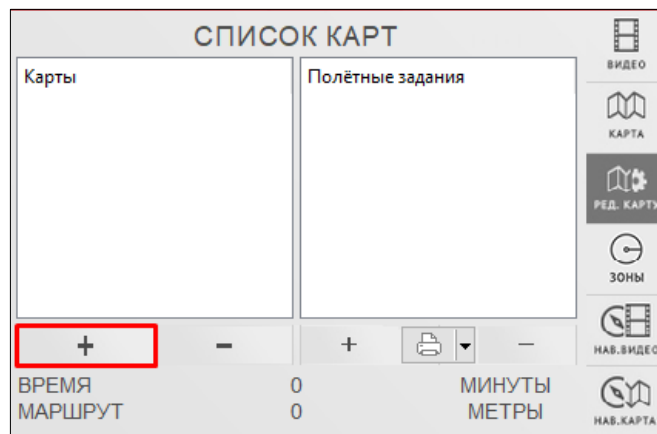 СПИСОК КАРТ
Карты
Полётные задания
+ − + −
ВРЕМЯ 0 МИНУТЫ
МАРШРУТ 0 МЕТРЫ
ВИДЕО
КАРТА
РЕД. КАРТУ
ЗОНЫ
НАВ.ВИДЕО
НАВ.КАРТА